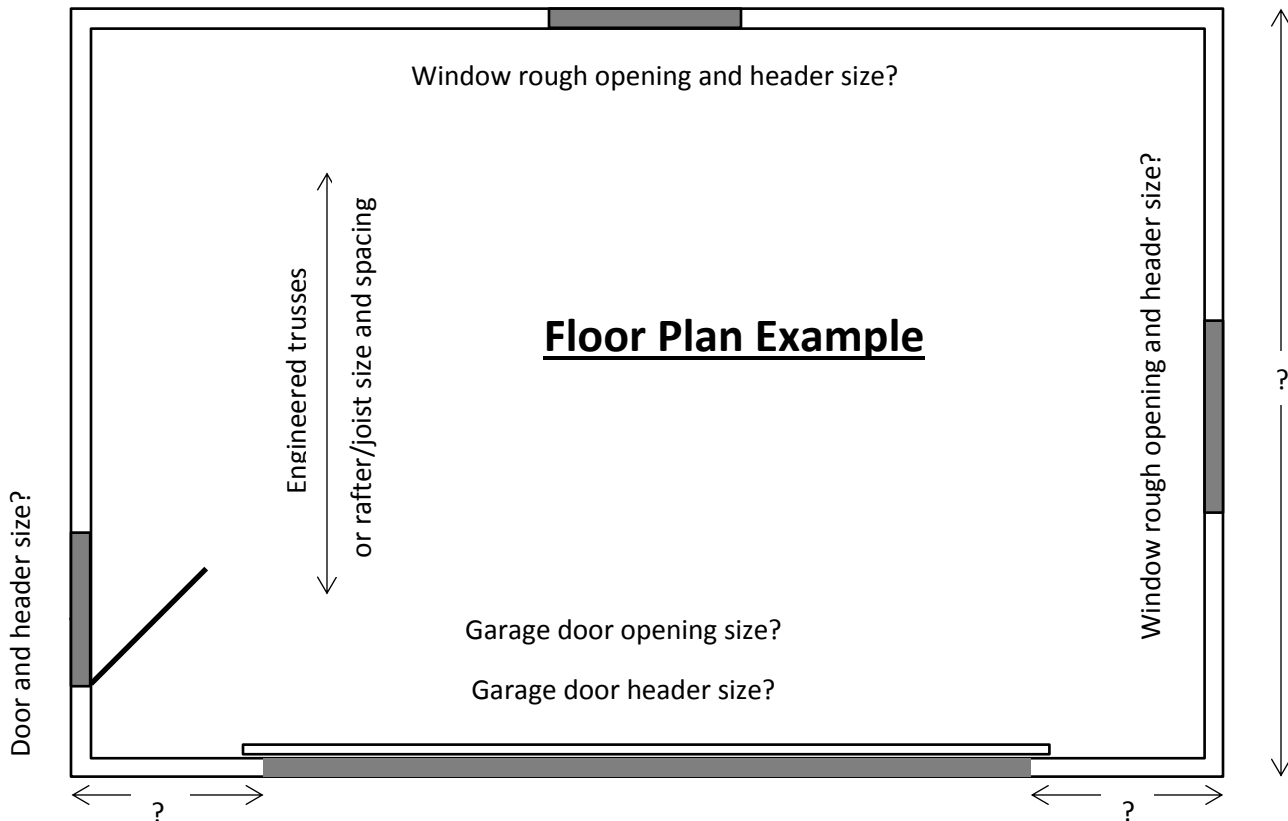 Window rough opening and header size?
Engineered trusses
or rafter/joist size and spacing
Floor Plan Example
Window rough opening and header size?
?
Door and header size?
Garage door opening size?
Garage door header size?
?
?